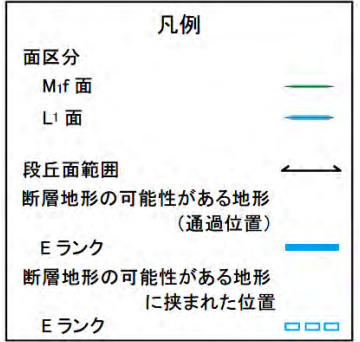 凡例
面区分
M1f 面
L1 面
段丘面範囲
断層地形の可能性がある地形
（通過位置）
E ランク
断層地形の可能性がある地形
に挟まれた位置
E ランク